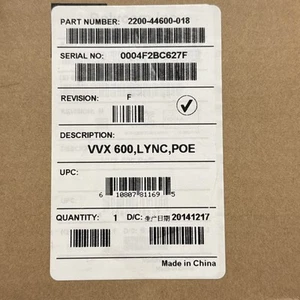 PART NUMBER: 2200-44600-018
SERIAL NO: 0004F2BC627F
REVISION: F
DESCRIPTION:
VVX 600,LYNC,POE
UPC:
6 10807 81169 5
QUANTITY: 1 D/C: 生产日期 20141217
Made in China